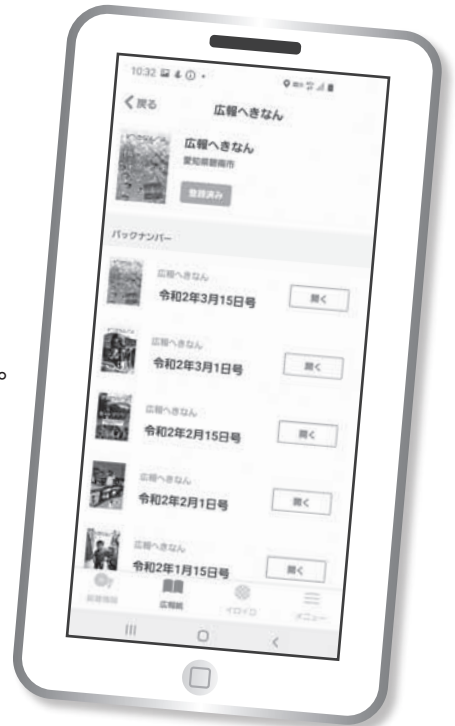 10:32
戻る
広報へきなん
広報へきなん
愛知県碧南市
登録済み
バックナンバー
広報へきなん
令和2年3月15日号
開く
広報へきなん
令和2年3月1日号
開く
。
広報へきなん
令和2年2月15日号
開く
広報へきなん
令和2年2月1日号
開く
広報へきなん
令和2年1月15日号
開く
広報紙
イロイロ
メニュー